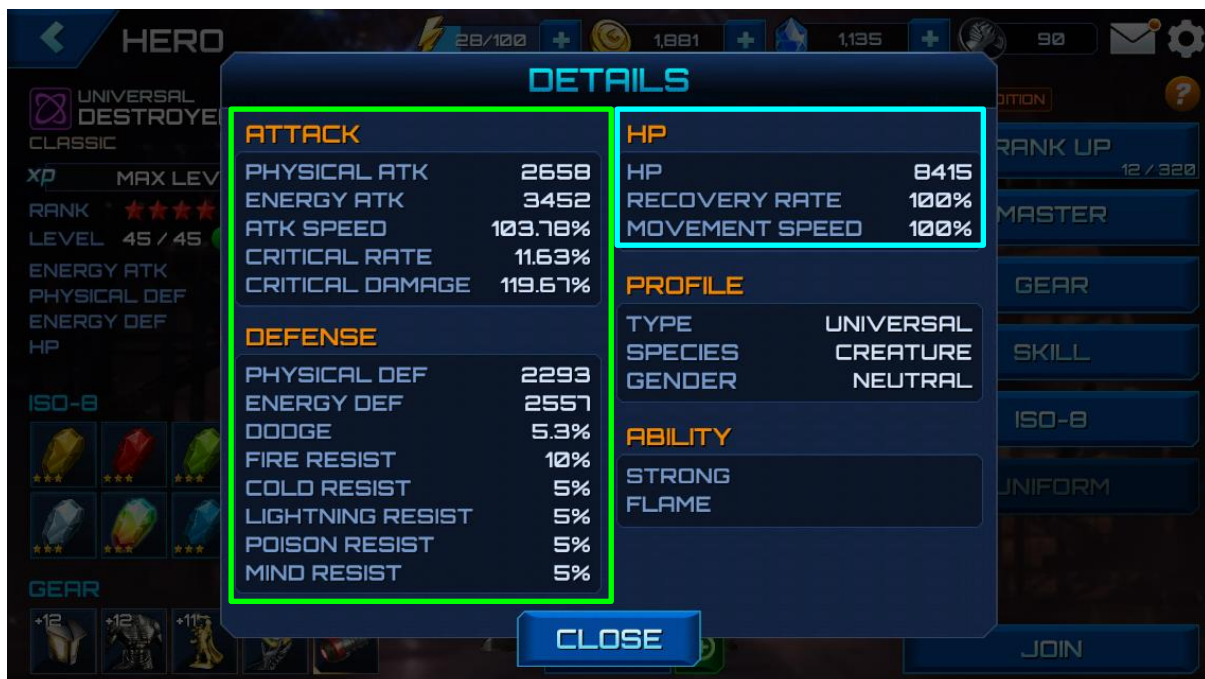 HERO
28/100
1,881
1,135
90
DETAILS
UNIVERSAL
DESTROYE
CLASSIC
XP MAX LEV
RANK
LEVEL 45/45
ENERGY ATK
PHYSICAL DEF
ENERGY DEF
HP
ISO-8
GEAR
+12 +12 +11
ATTACK
PHYSICAL ATK 2658
ENERGY ATK 3452
ATK SPEED 103.78%
CRITICAL RATE 11.63%
CRITICAL DAMAGE 119.67%
DEFENSE
PHYSICAL DEF 2293
ENERGY DEF 2557
DODGE 5.3%
FIRE RESIST 10%
COLD RESIST 5%
LIGHTNING RESIST 5%
POISON RESIST 5%
MIND RESIST 5%
HP
HP 8415
RECOVERY RATE 100%
MOVEMENT SPEED 100%
PROFILE
TYPE UNIVERSAL
SPECIES CREATURE
GENDER NEUTRAL
ABILITY
STRONG
FLAME
CLOSE
DITION
?
RANK UP
12/320
MASTER
GEAR
SKILL
ISO-8
UNIFORM
JOIN